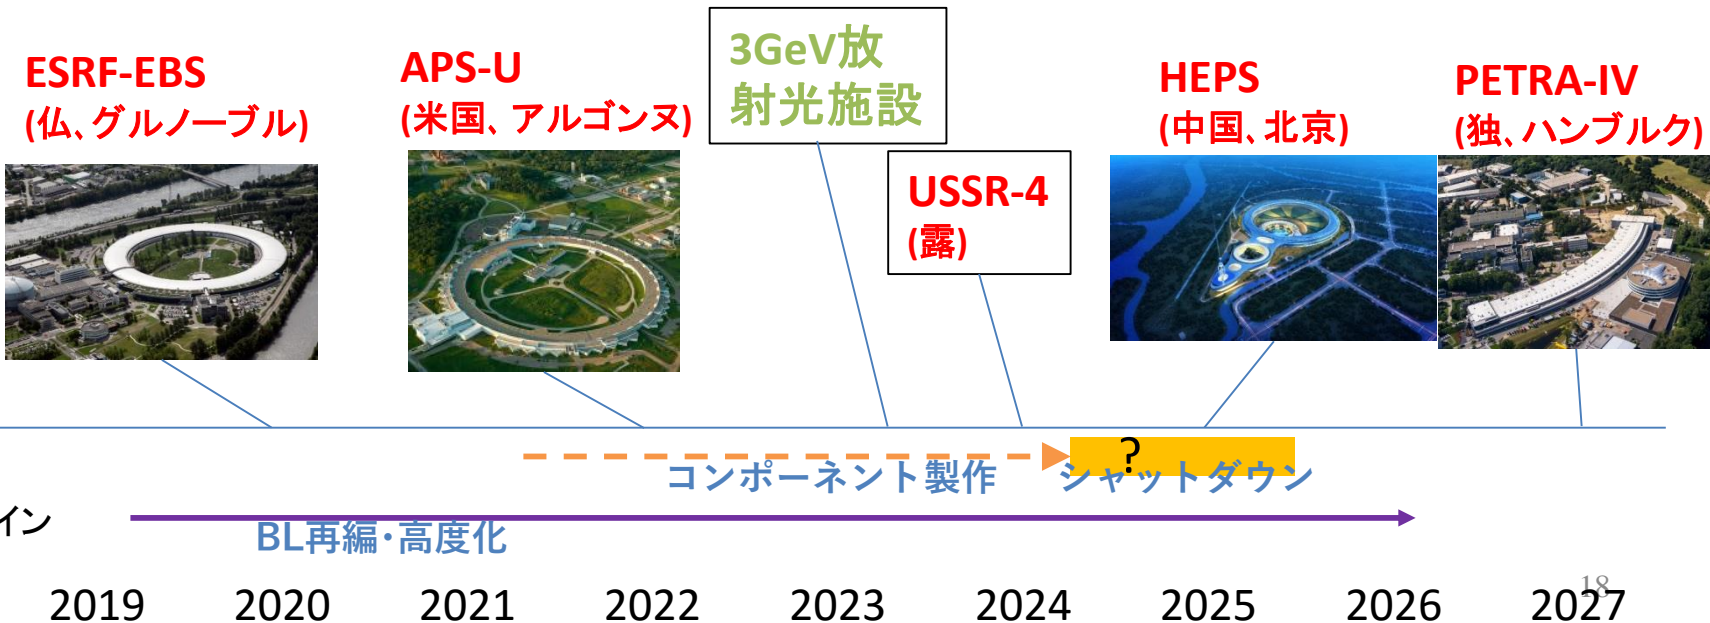 ESRF-EBS
(仏、グルノーブル)
APS-U
(米国、アルゴンヌ)
3GeV放
射光施設
USSR-4
(露)
HEPS
(中国、北京)
PETRA-IV
(独、ハンブルク)
?
コンポーネント製作
シャットダウン
イン
BL再編・高度化
2019
2020
2021
2022
2023
2024
2025
2026
2027
18